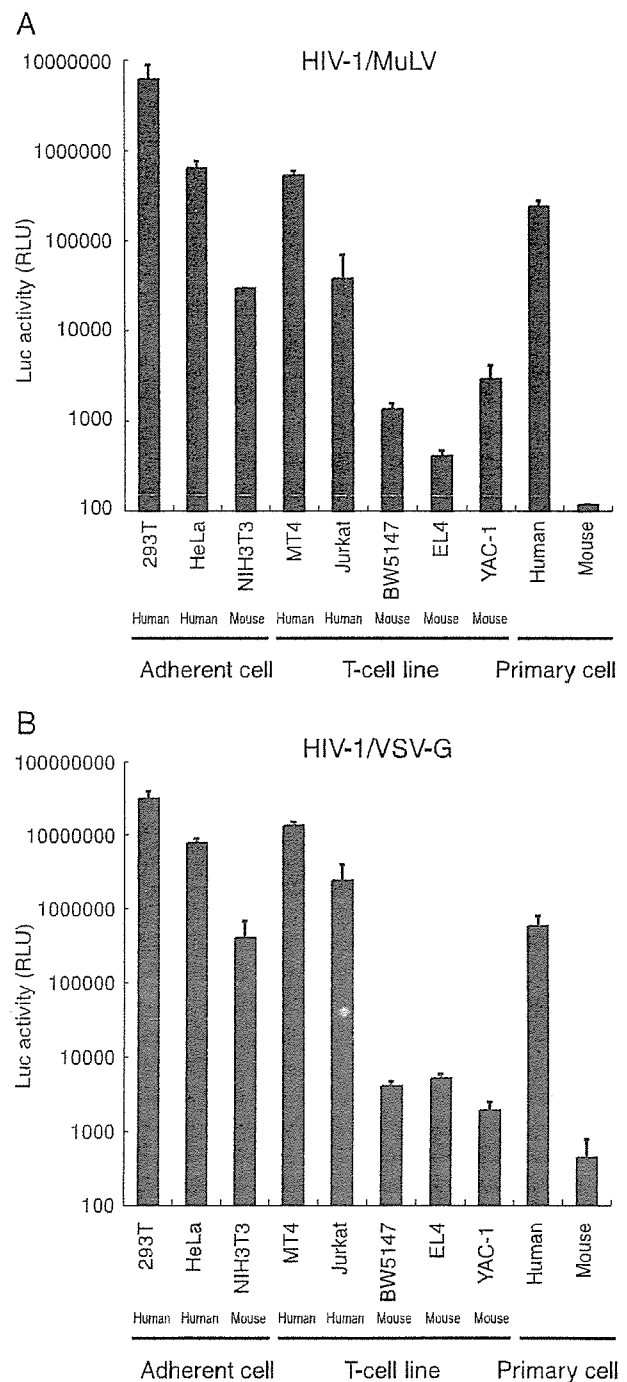 A
HIV-1/MuLV
10000000
1000000
100000
10000
1000
100
Luc activity (RLU)
293T
HeLa
NIH3T3
MT4
Jurkat
BW5147
EL4
YAC-1
Human
Mouse
Human Human Mouse Human Human Mouse Mouse Mouse
Adherent cell T-cell line Primary cell
B
HIV-1/VSV-G
100000000
10000000
1000000
100000
10000
1000
100
Luc activity (RLU)
293T
HeLa
NIH3T3
MT4
Jurkat
BW5147
EL4
YAC-1
Human
Mouse
Human Human Mouse Human Human Mouse Mouse Mouse
Adherent cell T-cell line Primary cell